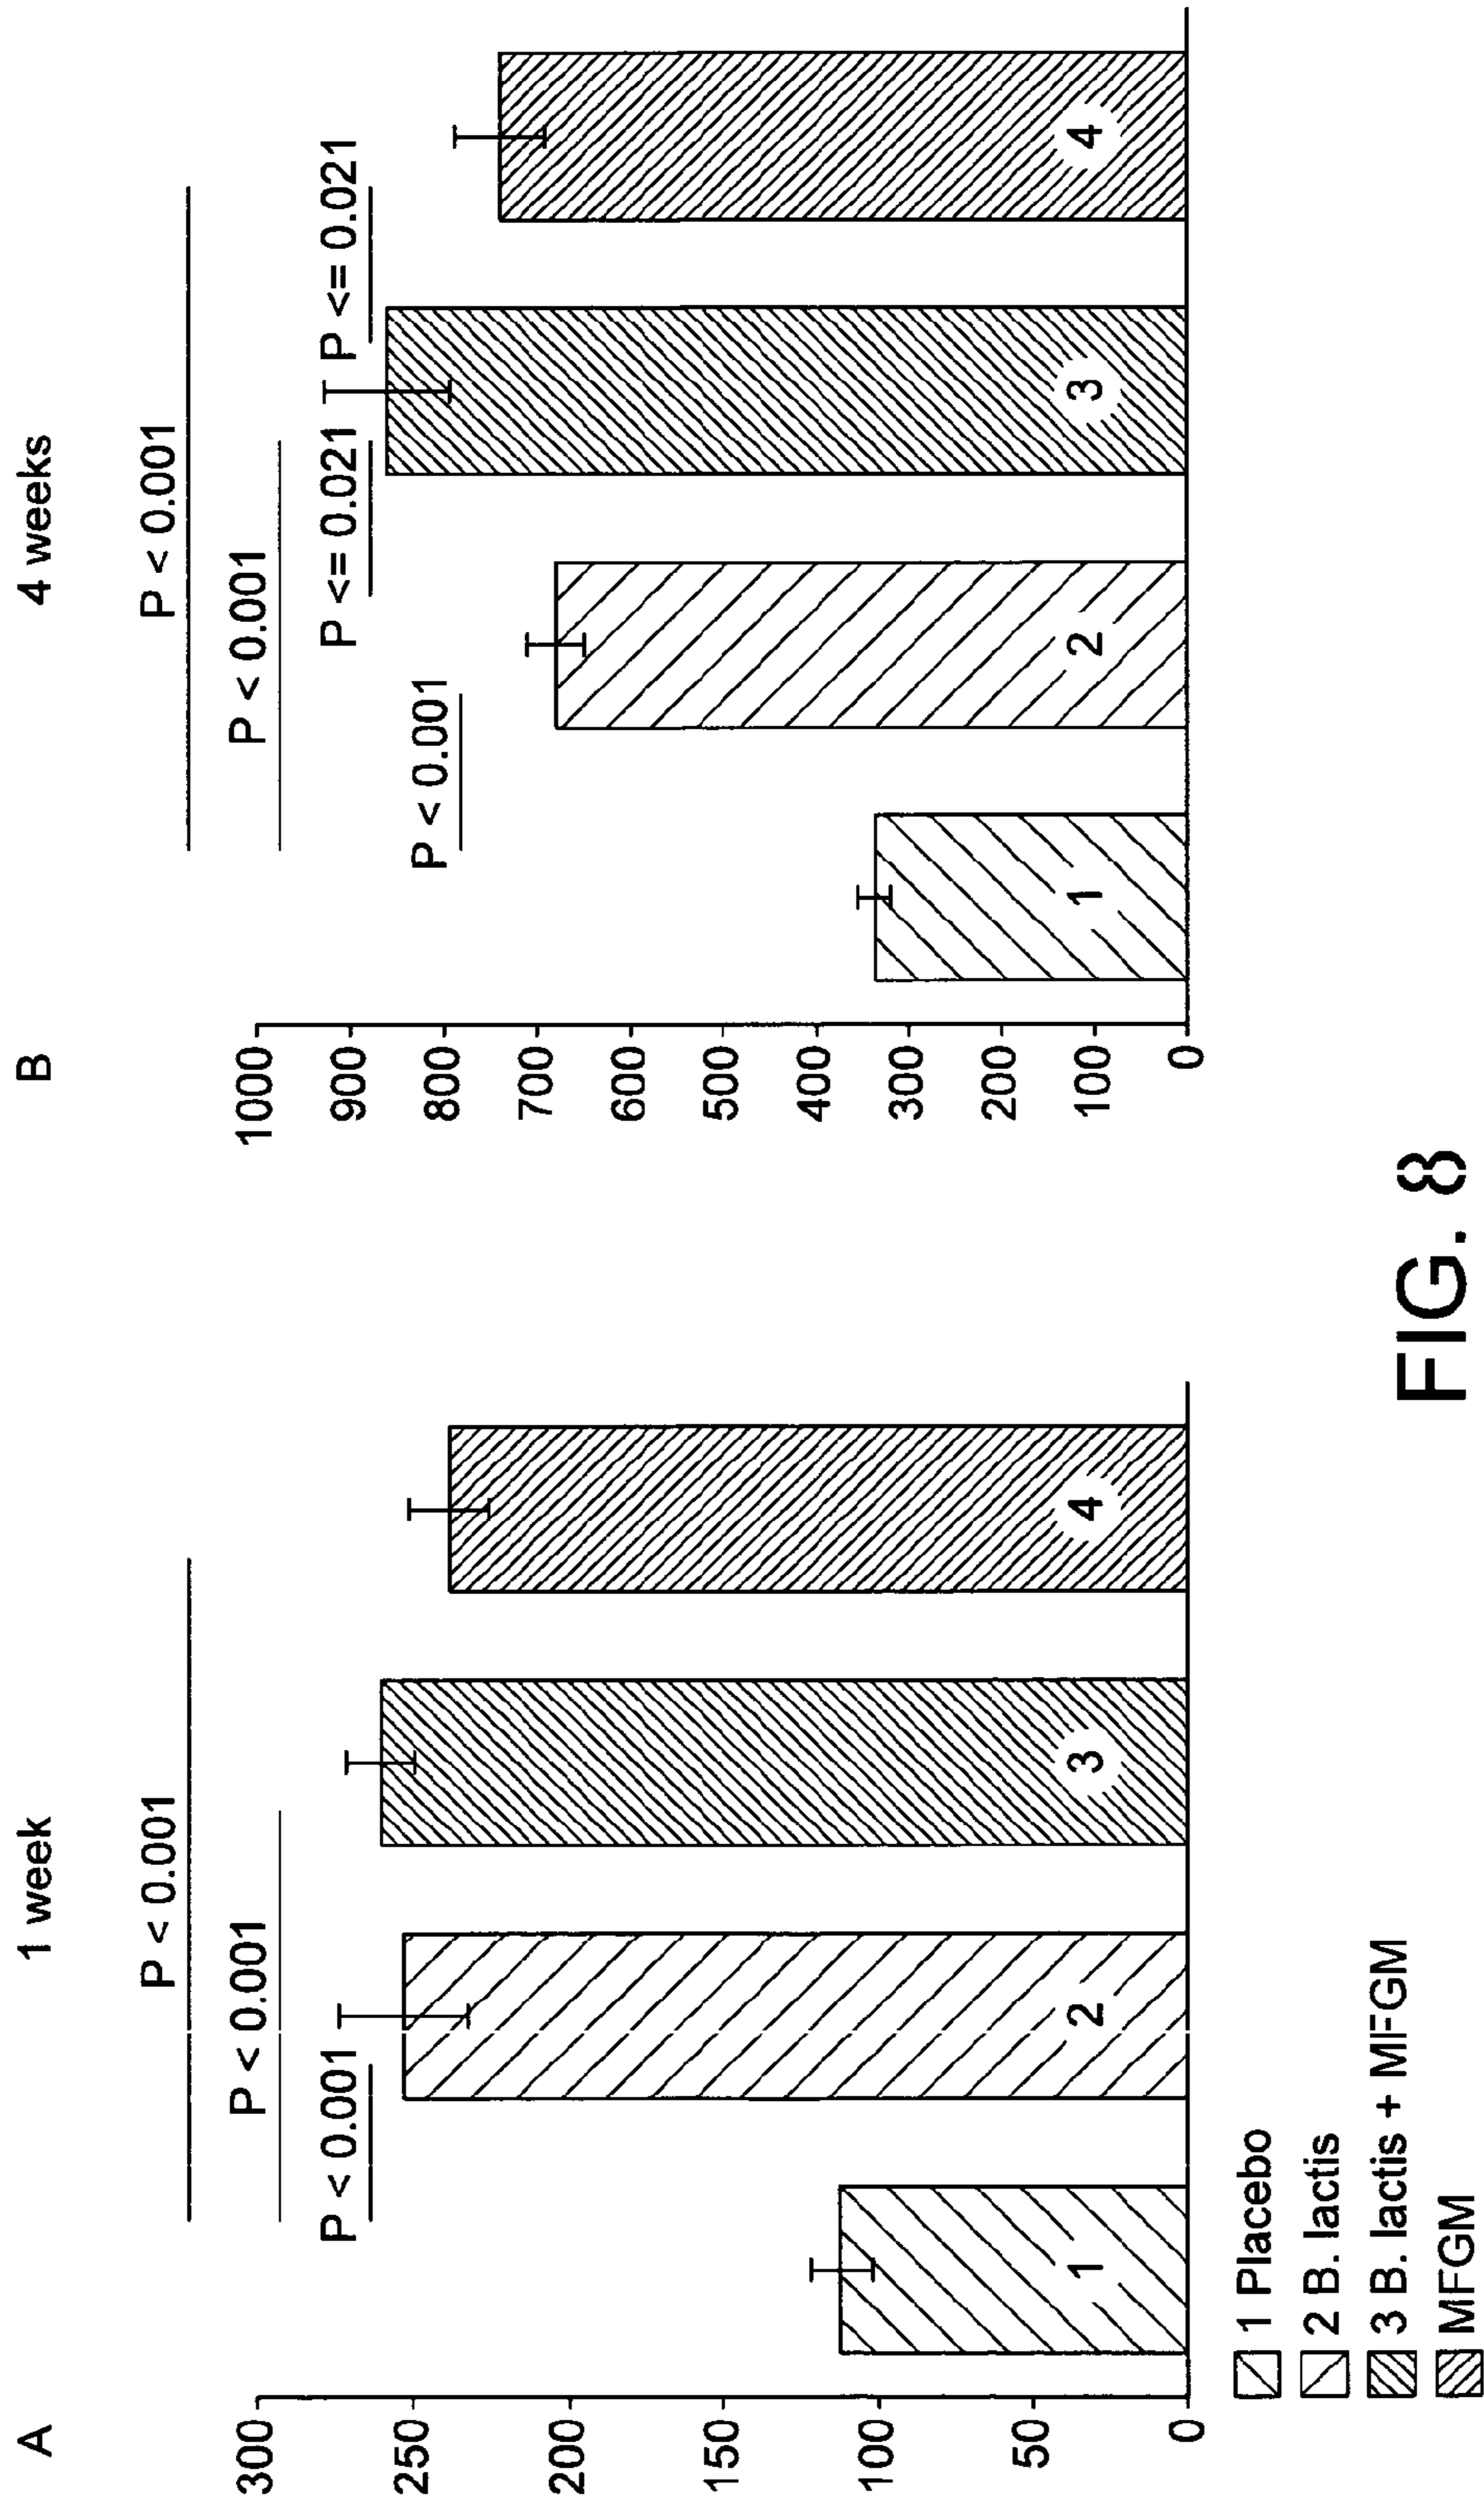 A
1 week
P < 0.001
P < 0.001
P < 0.001
300
250
200
150
100
50
0
1
2
3
4
B
4 weeks
P < 0.001
P < 0.001
P <= 0.021
P <= 0.021
P < 0.001
1000
900
800
700
600
500
400
300
200
100
0
1
2
3
4
1 Placebo
2 B. lactis
3 B. lactis + MFGM
MFGM
FIG. 8